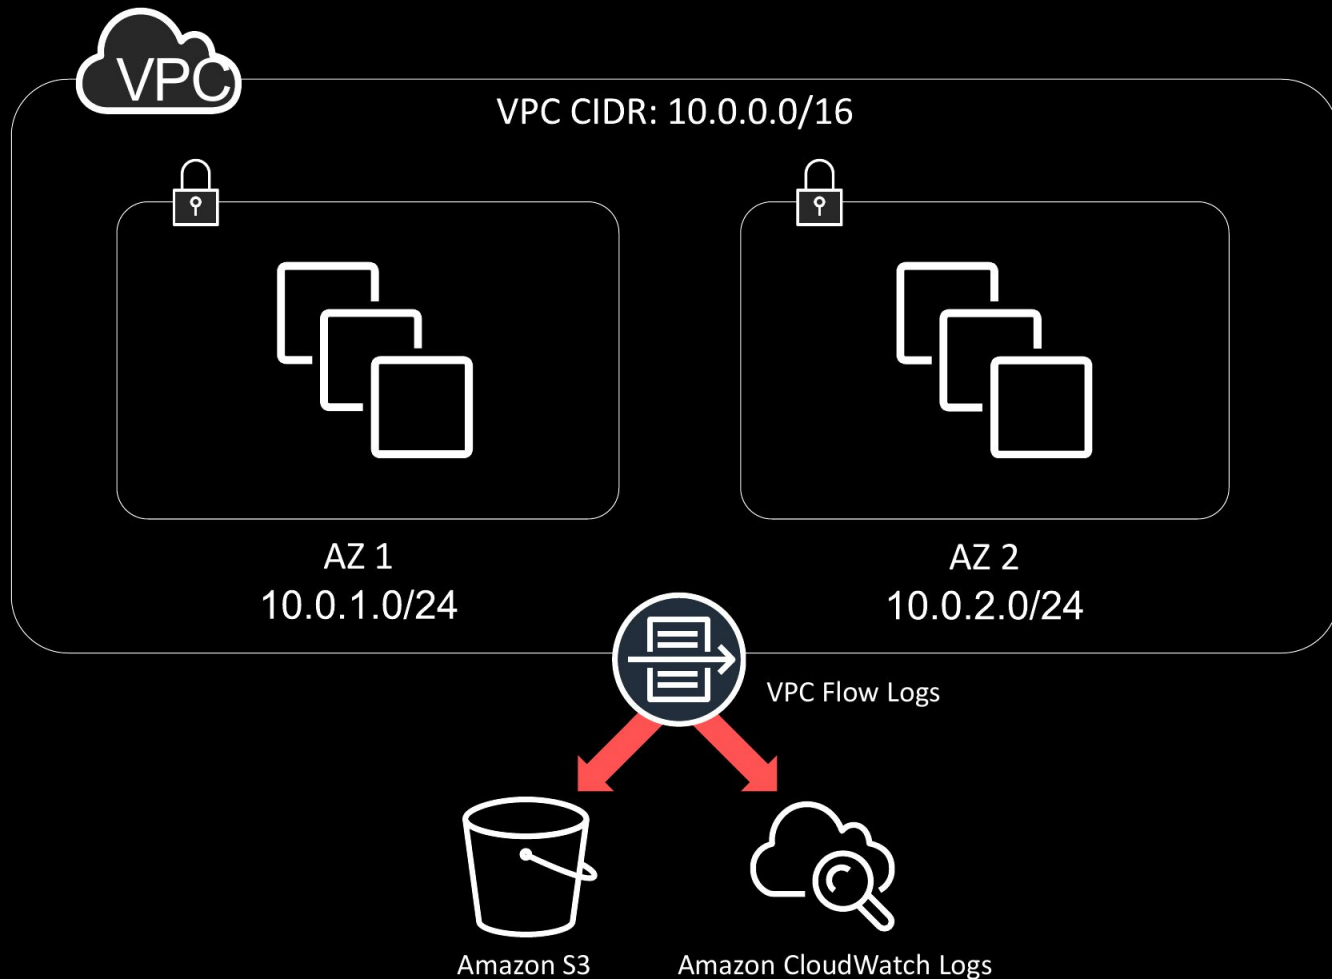 VPC
VPC CIDR: 10.0.0.0/16
AZ 1
10.0.1.0/24
AZ 2
10.0.2.0/24
VPC Flow Logs
Amazon S3
Amazon CloudWatch Logs